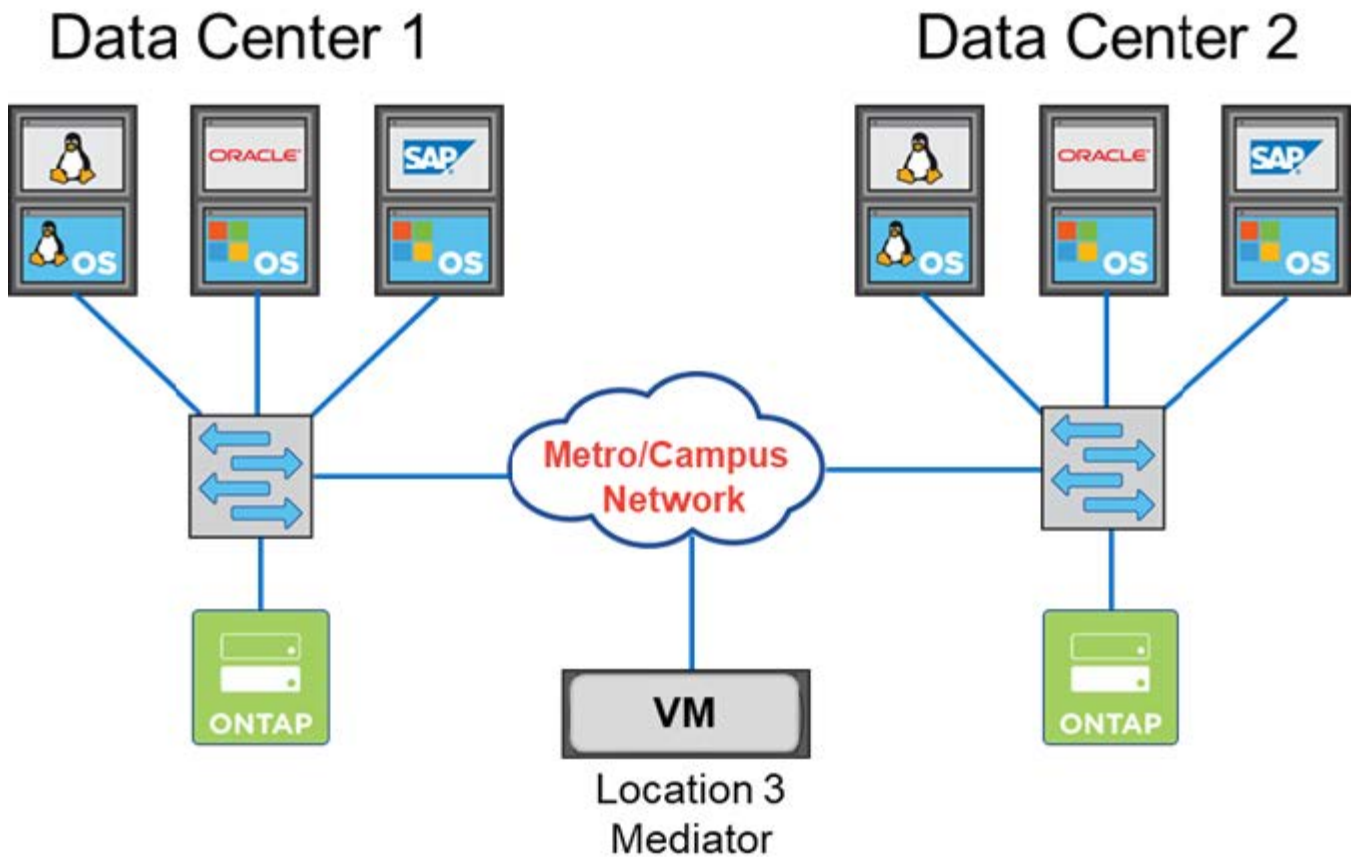 Data Center 1
Data Center 2
ORACLE
SAP
OS
OS
OS
ORACLE
SAP
OS
OS
OS
Metro/Campus
Network
ONTAP
VM
ONTAP
Location 3
Mediator